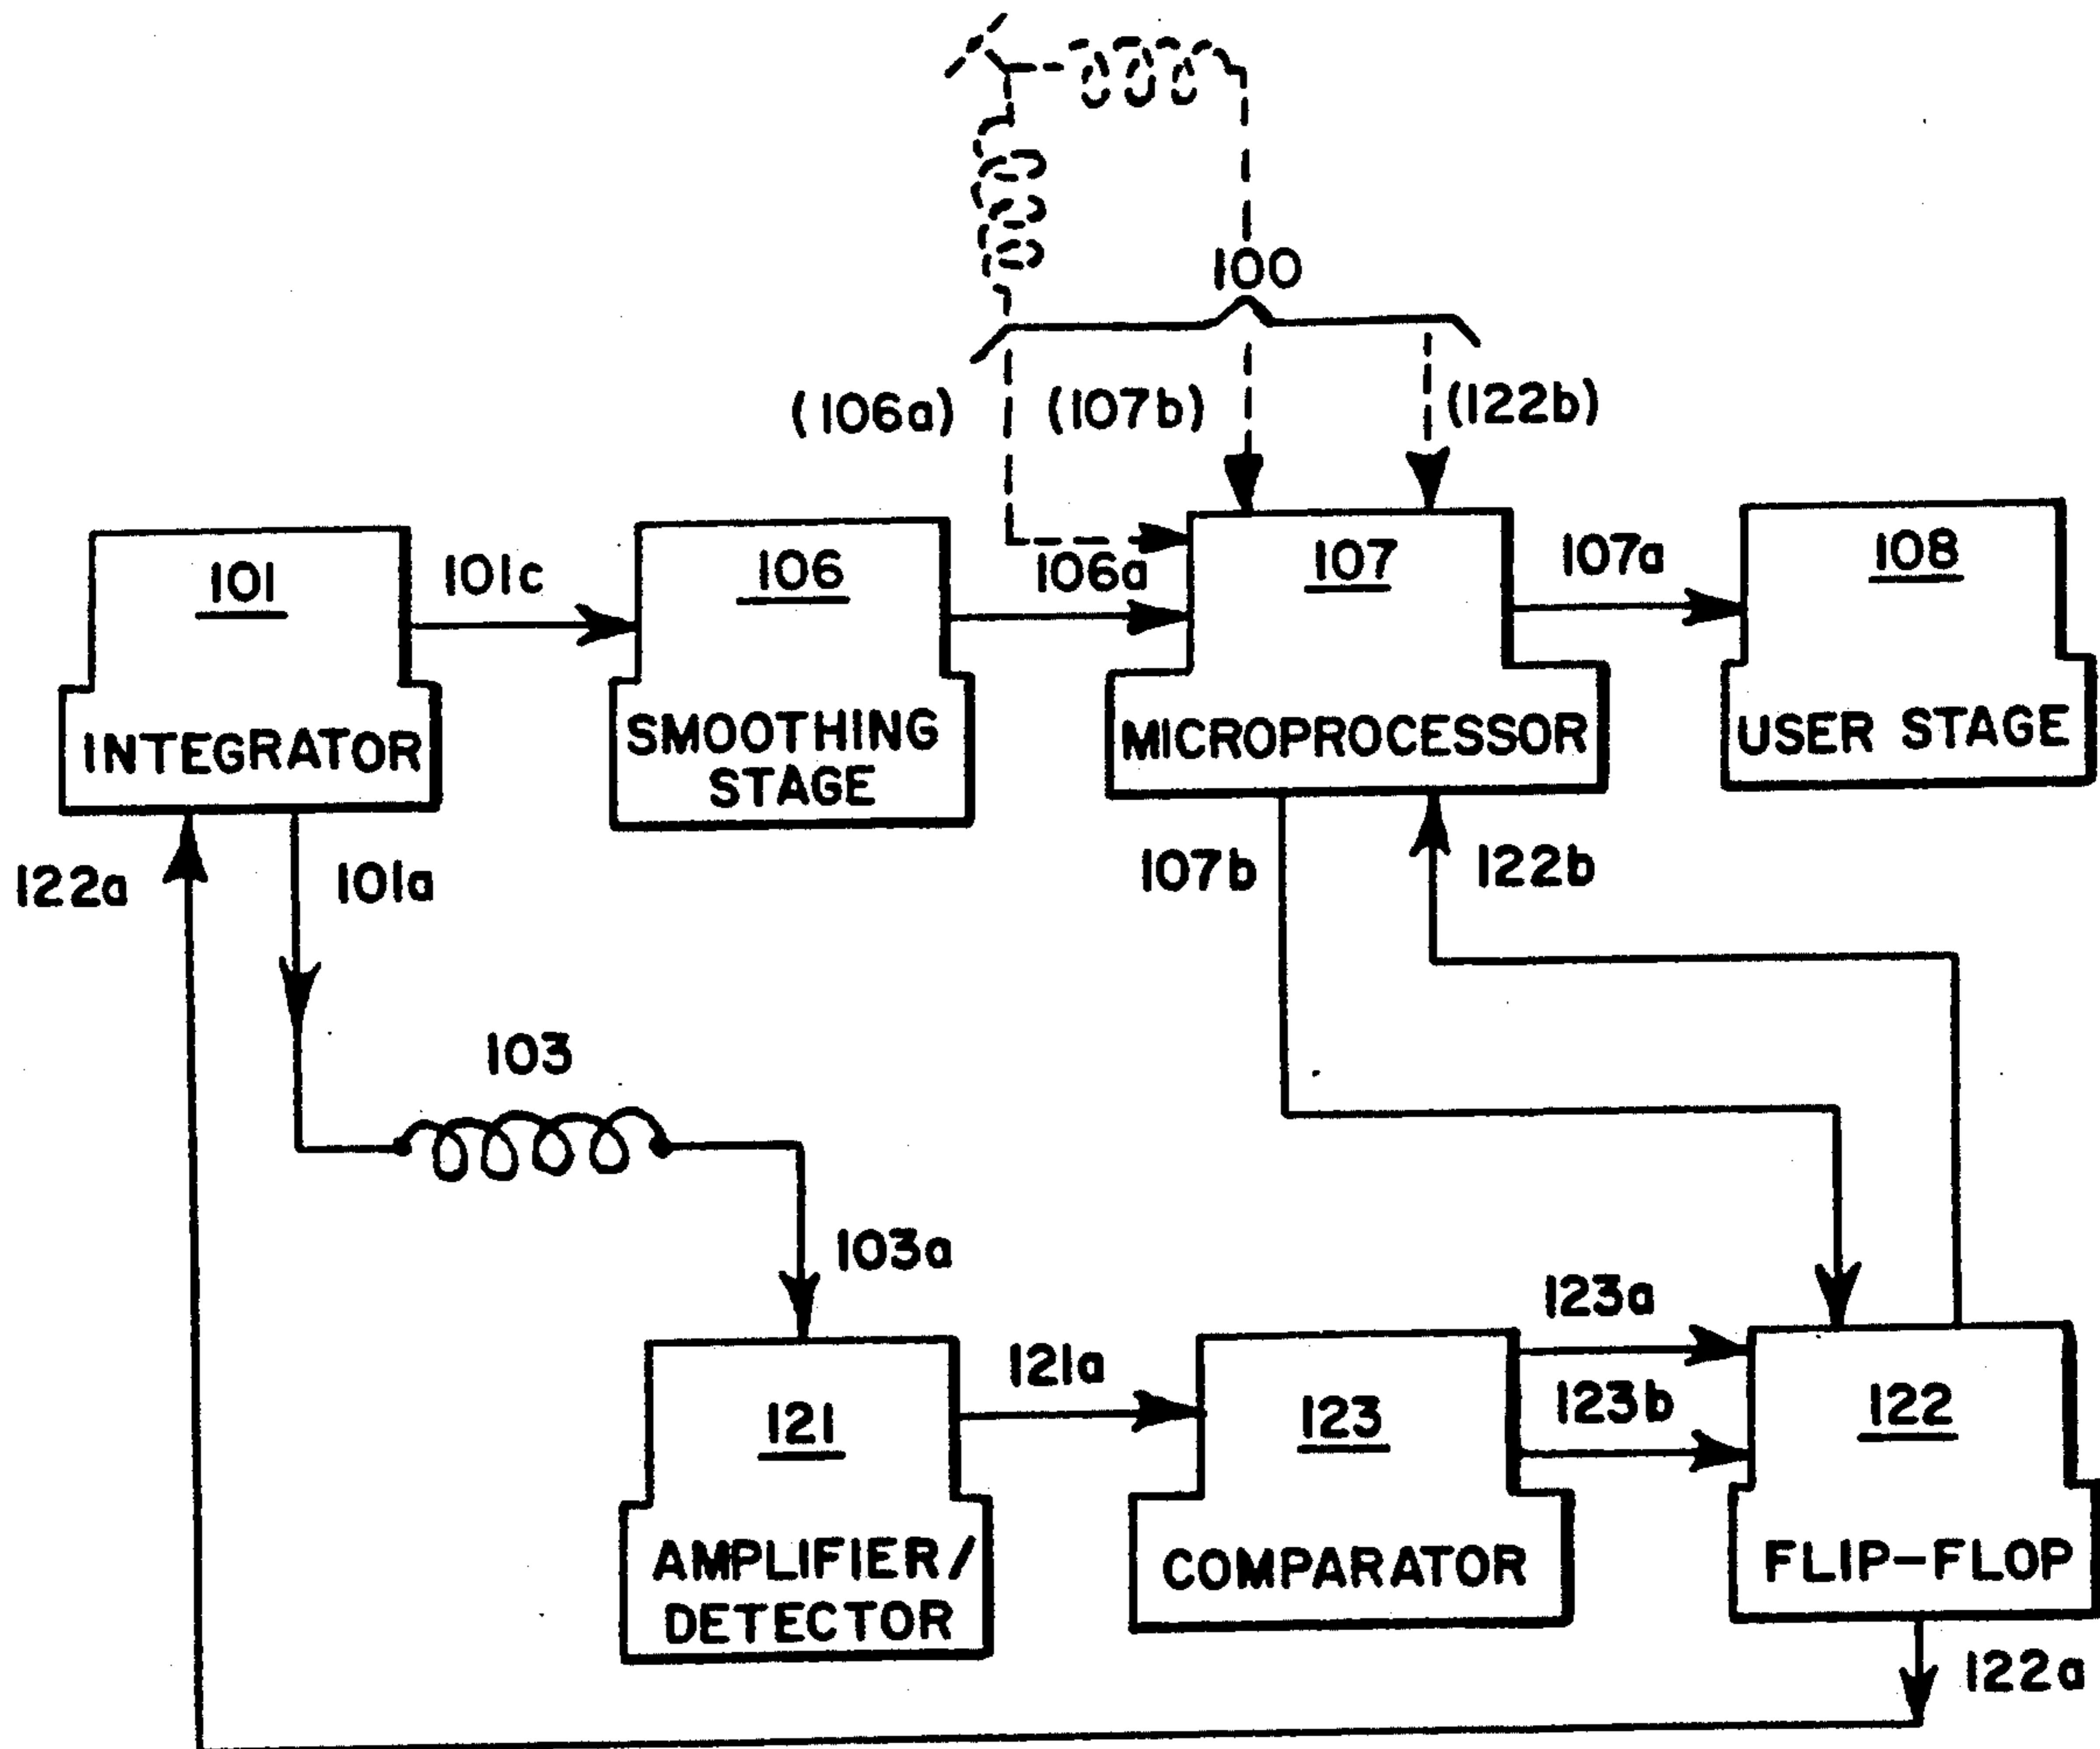 100
(106a)
(107b)
(122b)
101
101c
106
106a
107
107a
108
INTEGRATOR
SMOOTHING
STAGE
MICROPROCESSOR
USER STAGE
122a
101a
107b
122b
103
103a
121
121a
123
123a
123b
122
AMPLIFIER/
DETECTOR
COMPARATOR
FLIP-FLOP
122a